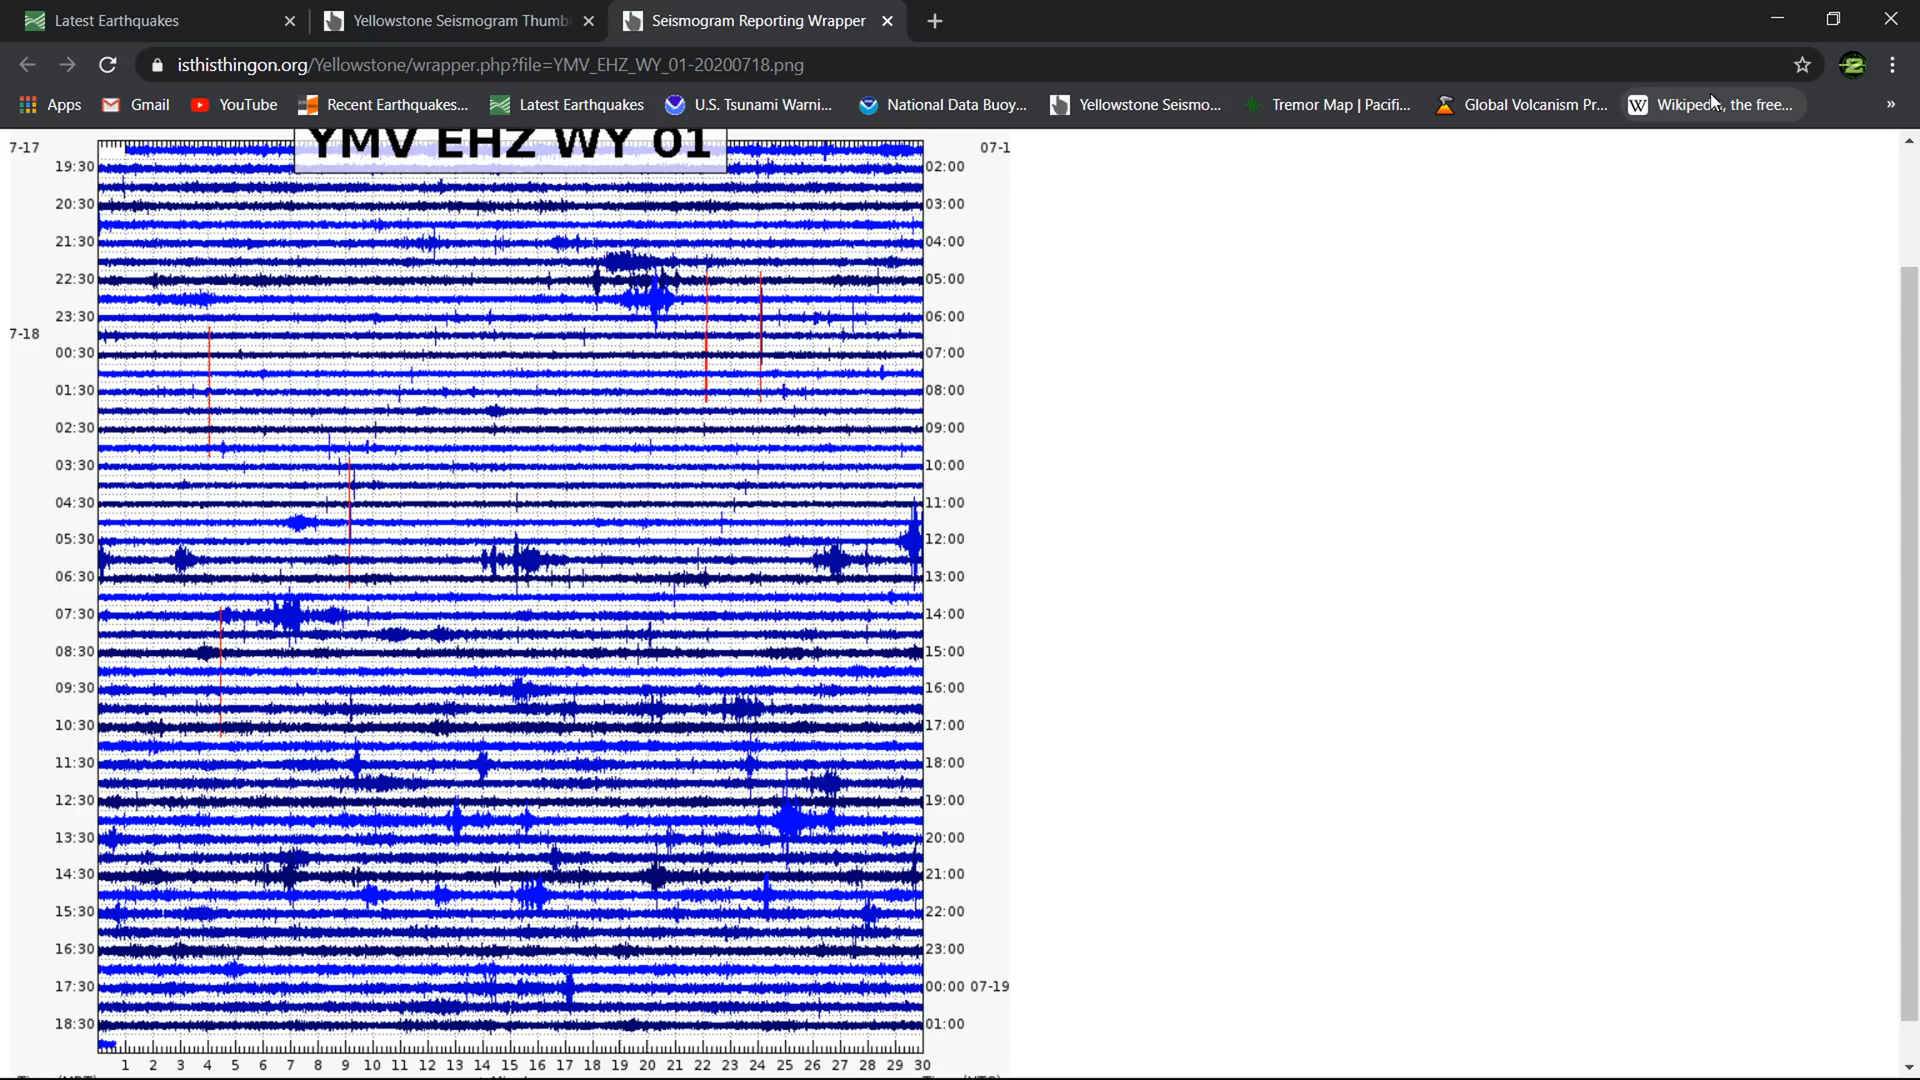 Latest Earthquakes
Yellowstone Seismogram Thumb
Seismogram Reporting Wrapper
isthisthingon.org/Yellowstone/wrapper.php?file=YMV_EHZ_WY_01-20200718.png
Apps
Gmail
YouTube
Recent Earthquakes...
Latest Earthquakes
U.S. Tsunami Warni...
National Data Buoy...
Yellowstone Seismo...
Tremor Map | Pacifi...
Global Volcanism Pr...
Wikipedia, the free...
»
YMV EHZ WY 01
7-17 07-1
19:30 02:00
20:30 03:00
21:30 04:00
22:30 05:00
23:30 06:00
7-18
00:30 07:00
01:30 08:00
02:30 09:00
03:30 10:00
04:30 11:00
05:30 12:00
06:30 13:00
07:30 14:00
08:30 15:00
09:30 16:00
10:30 17:00
11:30 18:00
12:30 19:00
13:30 20:00
14:30 21:00
15:30 22:00
16:30 23:00
17:30 00:00 07-19
18:30 01:00
1 2 3 4 5 6 7 8 9 10 11 12 13 14 15 16 17 18 19 20 21 22 23 24 25 26 27 28 29 30